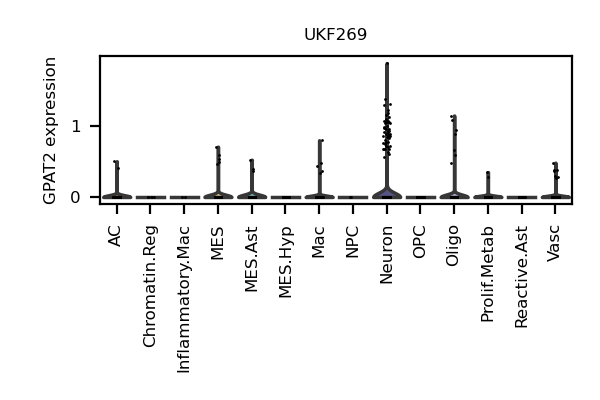 UKF269
GPAT2 expression
1
0
AC
Chromatin.Reg
Inflammatory.Mac
MES
MES.Ast
MES.Hyp
Mac
NPC
Neuron
OPC
Oligo
Prolif.Metab
Reactive.Ast
Vasc